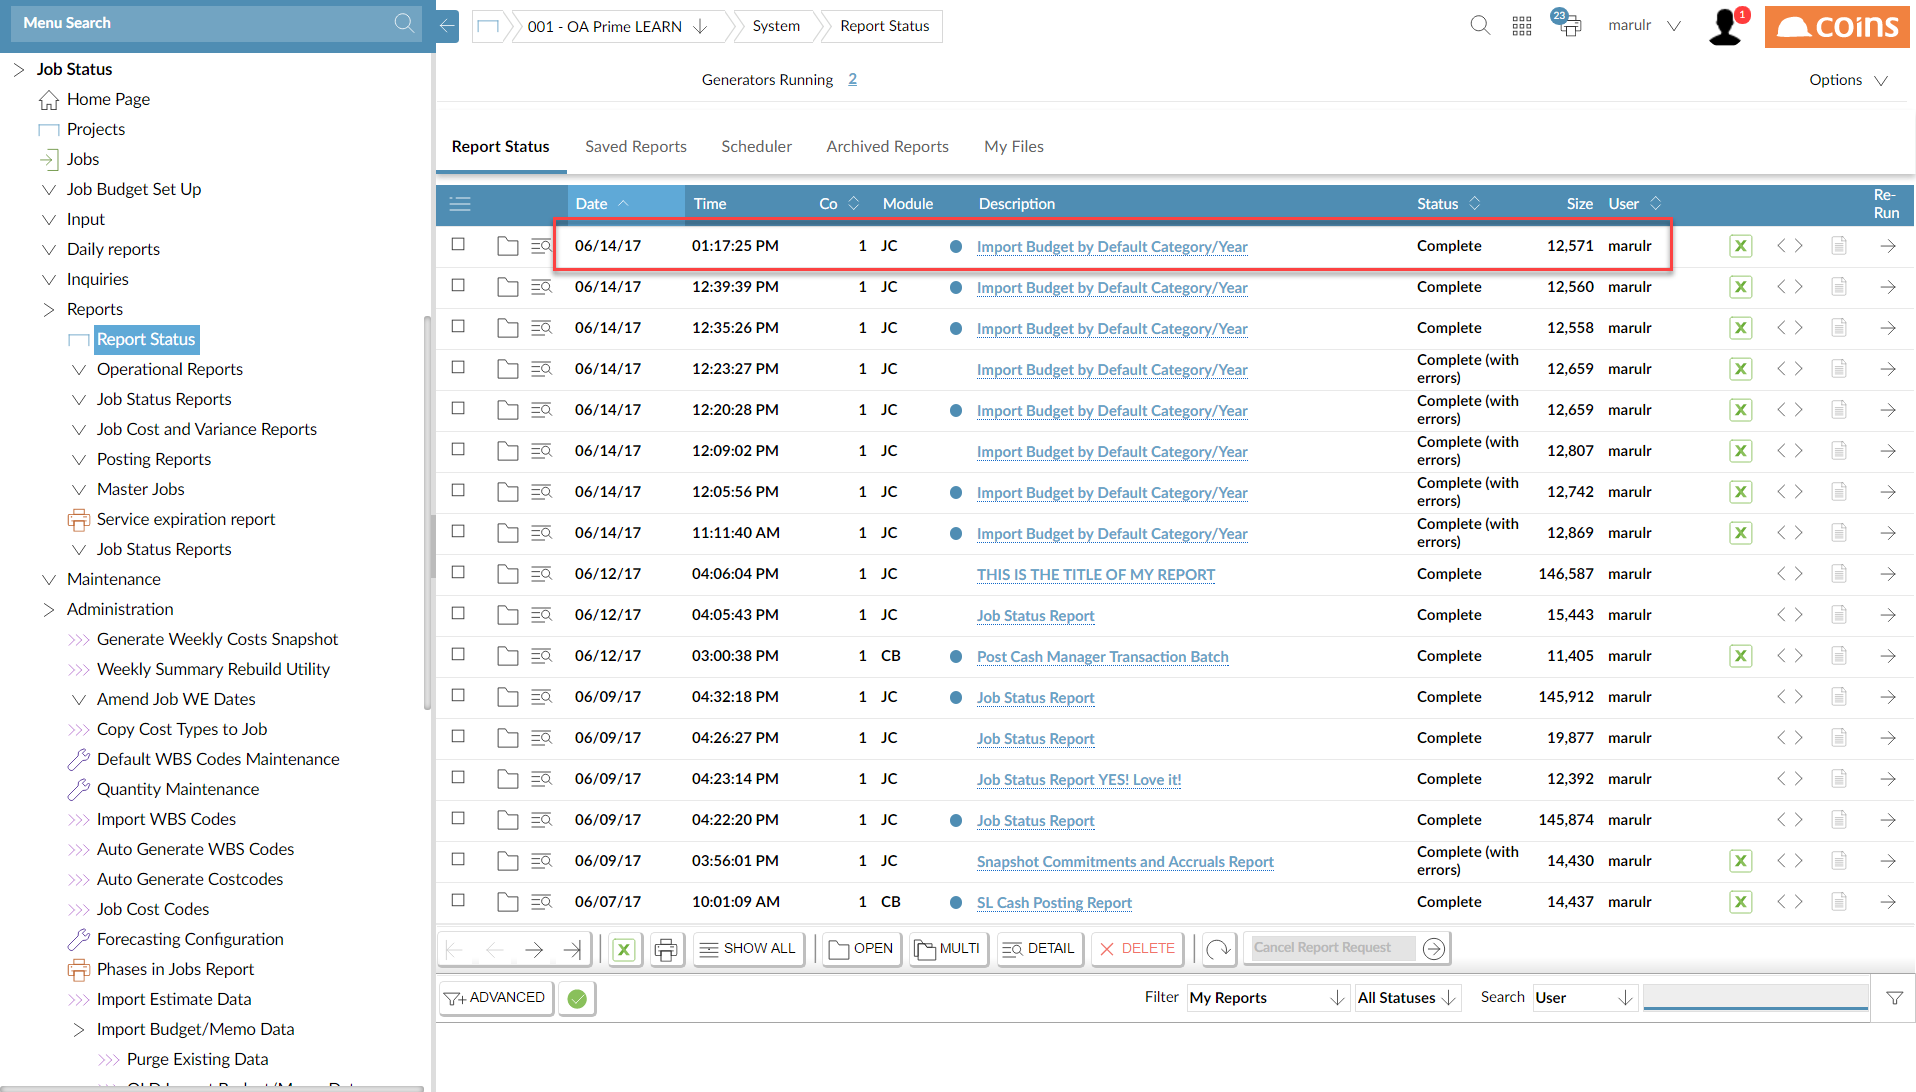 Menu Search
001 - OA Prime LEARN
System
Report Status
23
marulr
1
coins
Generators Running 2
Options
Job Status
Home Page
Projects
Jobs
Job Budget Set Up
Input
Daily reports
Inquiries
Reports
Report Status
Operational Reports
Job Status Reports
Job Cost and Variance Reports
Posting Reports
Master Jobs
Service expiration report
Job Status Reports
Maintenance
Administration
Generate Weekly Costs Snapshot
Weekly Summary Rebuild Utility
Amend Job WE Dates
Copy Cost Types to Job
Default WBS Codes Maintenance
Quantity Maintenance
Import WBS Codes
Auto Generate WBS Codes
Auto Generate Costcodes
Job Cost Codes
Forecasting Configuration
Phases in Jobs Report
Import Estimate Data
Import Budget/Memo Data
Purge Existing Data
Report Status Saved Reports Scheduler Archived Reports My Files
Date Time Co Module Description Status Size User Re-Run
06/14/17 01:17:25 PM 1 JC Import Budget by Default Category/Year Complete 12,571 marulr
06/14/17 12:39:39 PM 1 JC Import Budget by Default Category/Year Complete 12,560 marulr
06/14/17 12:35:26 PM 1 JC Import Budget by Default Category/Year Complete 12,558 marulr
06/14/17 12:23:27 PM 1 JC Import Budget by Default Category/Year Complete (with errors) 12,659 marulr
06/14/17 12:20:28 PM 1 JC Import Budget by Default Category/Year Complete (with errors) 12,659 marulr
06/14/17 12:09:02 PM 1 JC Import Budget by Default Category/Year Complete (with errors) 12,807 marulr
06/14/17 12:05:56 PM 1 JC Import Budget by Default Category/Year Complete (with errors) 12,742 marulr
06/14/17 11:11:40 AM 1 JC Import Budget by Default Category/Year Complete (with errors) 12,869 marulr
06/12/17 04:06:04 PM 1 JC THIS IS THE TITLE OF MY REPORT Complete 146,587 marulr
06/12/17 04:05:43 PM 1 JC Job Status Report Complete 15,443 marulr
06/12/17 03:00:38 PM 1 CB Post Cash Manager Transaction Batch Complete 11,405 marulr
06/09/17 04:32:18 PM 1 JC Job Status Report Complete 145,912 marulr
06/09/17 04:26:27 PM 1 JC Job Status Report Complete 19,877 marulr
06/09/17 04:23:14 PM 1 JC Job Status Report YES! Love it! Complete 12,392 marulr
06/09/17 04:22:20 PM 1 JC Job Status Report Complete 145,874 marulr
06/09/17 03:56:01 PM 1 JC Snapshot Commitments and Accruals Report Complete (with errors) 14,430 marulr
06/07/17 10:01:09 AM 1 CB SL Cash Posting Report Complete 14,437 marulr
SHOW ALL OPEN MULTI DETAIL DELETE Cancel Report Request
ADVANCED Filter My Reports All Statuses Search User